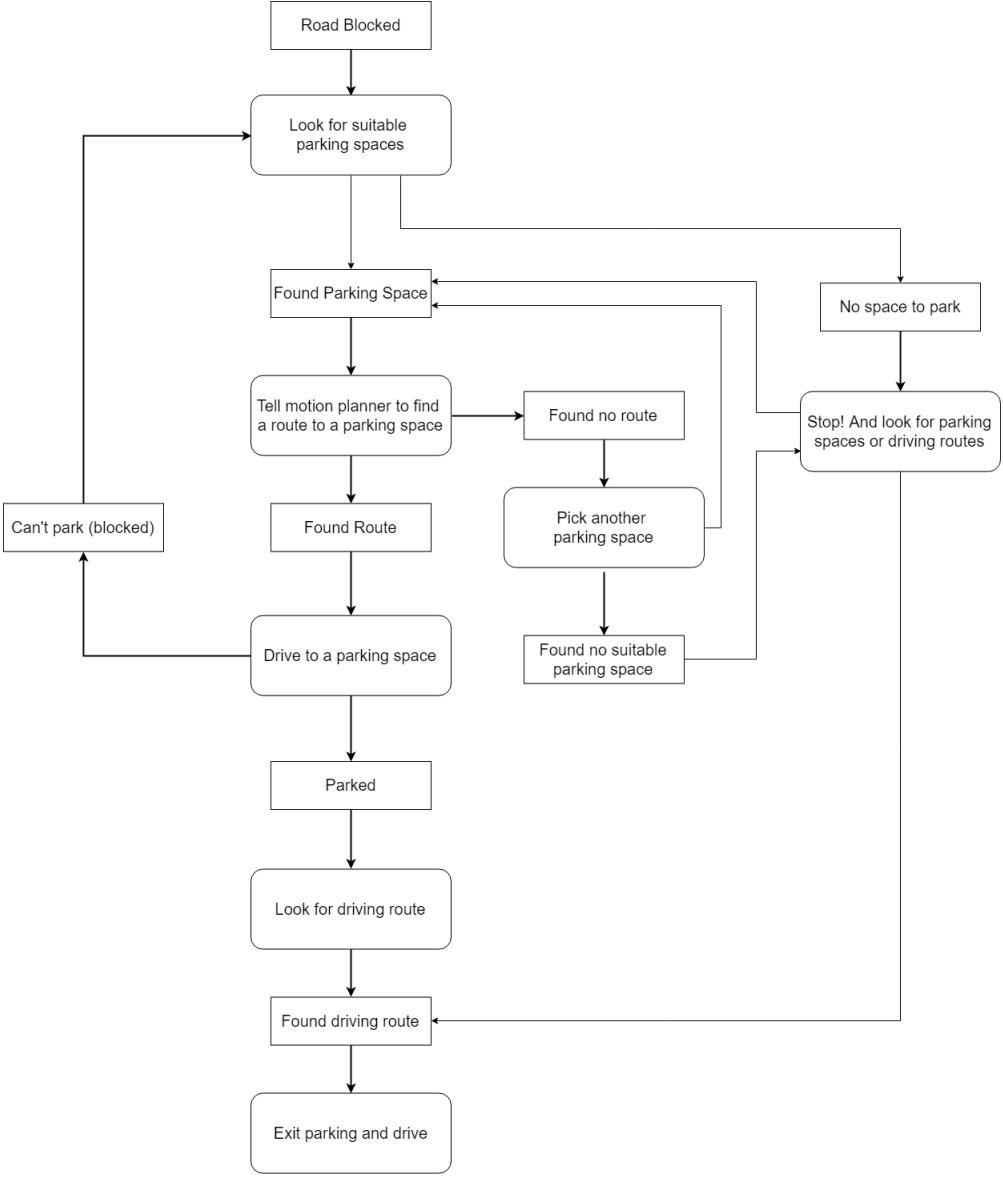 Road Blocked
Look for suitable
parking spaces
Found Parking Space
No space to park
Tell motion planner to find
a route to a parking space
Found no route
Stop! And look for parking
spaces or driving routes
Can't park (blocked)
Found Route
Pick another
parking space
Drive to a parking space
Found no suitable
parking space
Parked
Look for driving route
Found driving route
Exit parking and drive